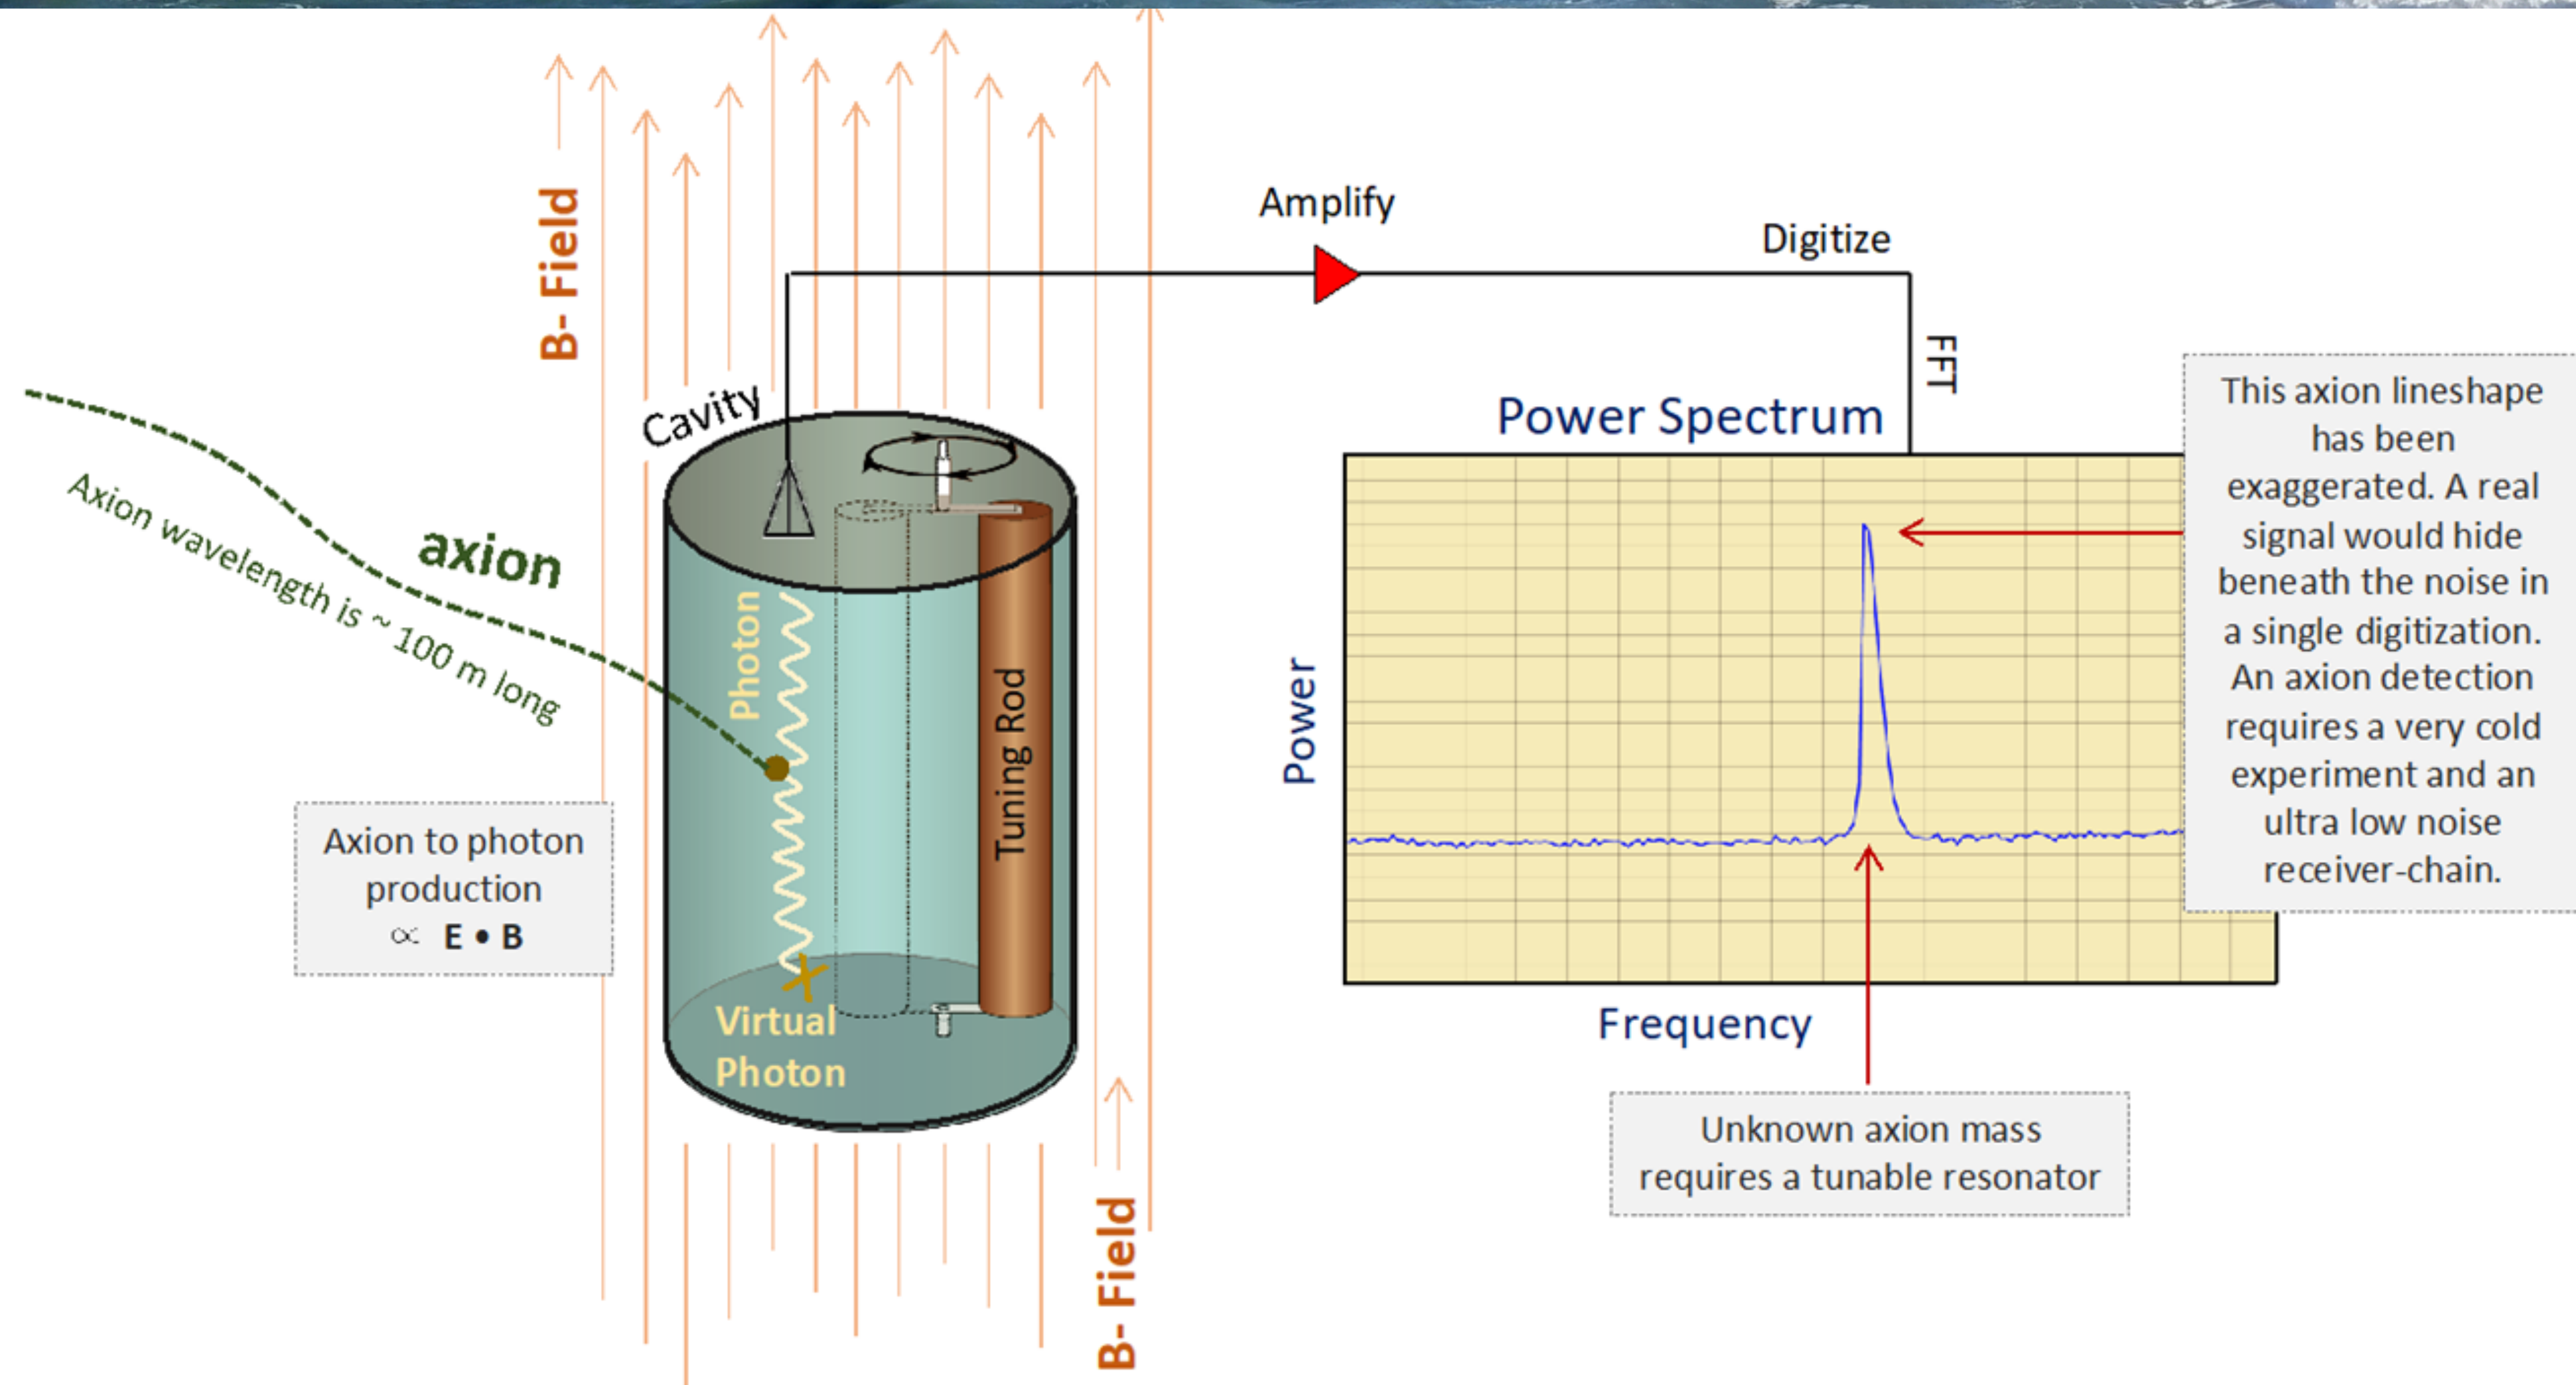 B- Field
Amplify
Digitize
FFT
Cavity
Power Spectrum
axion
Axion wavelength is ~ 100 m long
Photon
Tuning Rod
Virtual
Photon
Axion to photon
production
∝ E • B
B- Field
Power
Frequency
This axion lineshape
has been
exaggerated. A real
signal would hide
beneath the noise in
a single digitization.
An axion detection
requires a very cold
experiment and an
ultra low noise
receiver-chain.
Unknown axion mass
requires a tunable resonator